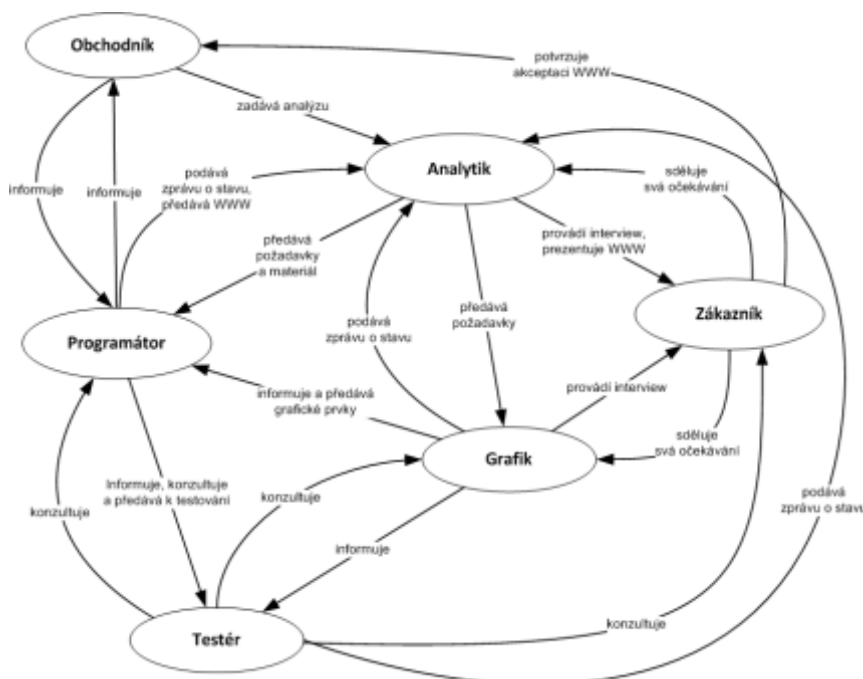 Obchodník
potvrzuje
akceptaci WWW
zadává analýzu
informuje
informuje
podává
zprávu o stavu,
předává WWW
Analytik
sděluje
svá očekávání
předává
požadavky
a materiál
provádí interview,
prezentuje WWW
Programátor
podává
zprávu o stavu
předává
požadavky
Zákazník
informuje a předává
grafické prvky
provádí interview
sděluje
svá očekávání
Grafik
Informuje, konzultuje
a předává k testování
konzultuje
konzultuje
podává
zprávu o stavu
informuje
Testér
konzultuje